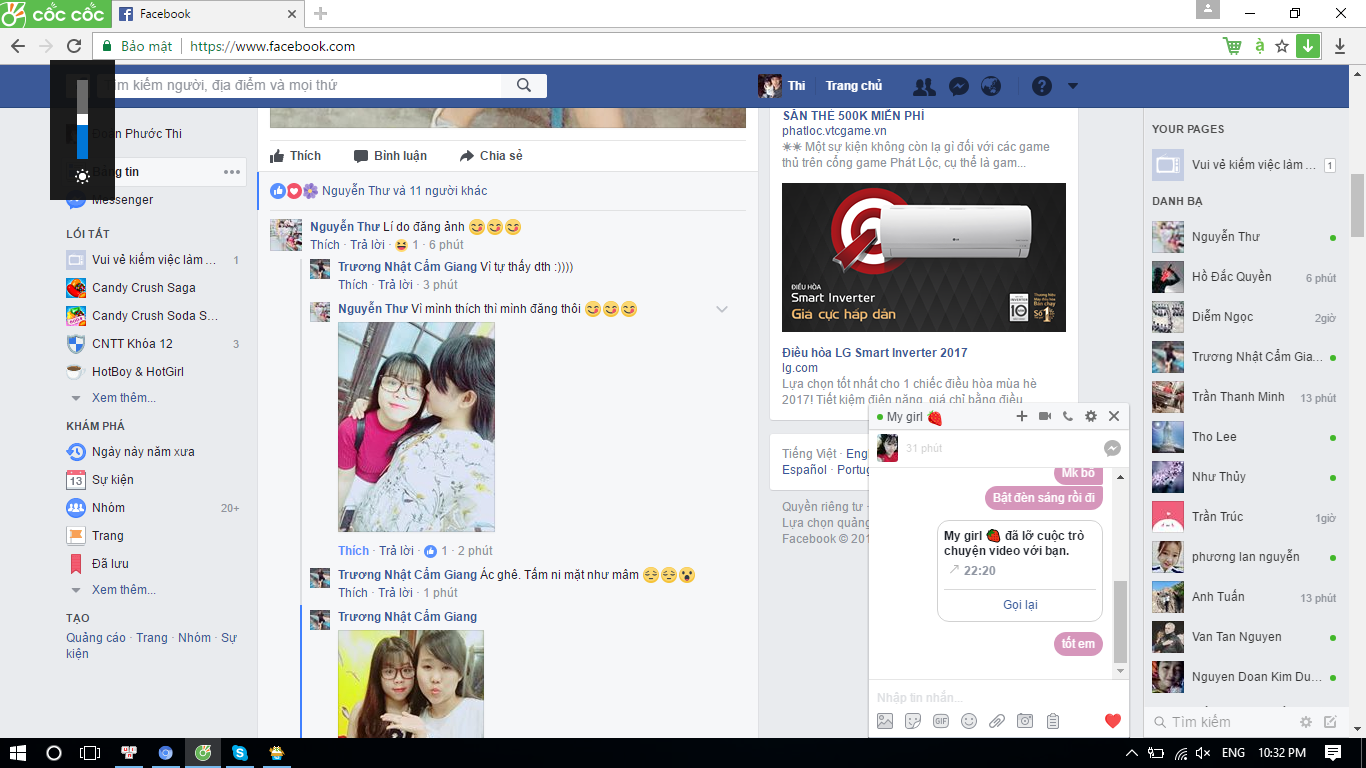 cốc cốc
Facebook
Bảo mật
https://www.facebook.com
Tìm kiếm người, địa điểm và mọi thứ
Thi
Trang chủ
Đoàn Phước Thi
Bảng tin
Messenger
LỐI TẮT
Vui vẻ kiếm việc làm ... 1
Candy Crush Saga
Candy Crush Soda S...
CNTT Khóa 12 3
HotBoy & HotGirl
Xem thêm...
KHÁM PHÁ
Ngày này năm xưa
13 Sự kiện
Nhóm 20+
Trang
Đã lưu
Xem thêm...
TẠO
Quảng cáo · Trang · Nhóm · Sự
kiện
Thích Bình luận Chia sẻ
Nguyễn Thư và 11 người khác
Nguyễn Thư Lí do đăng ảnh 😋😋😋
Thích · Trả lời · 😆 1 · 6 phút
Trương Nhật Cẩm Giang Vì tự thấy dth :))))
Thích · Trả lời · 3 phút
Nguyễn Thư Vì mình thích thì mình đăng thôi 😋😋😋
Thích · Trả lời · 1 · 2 phút
Trương Nhật Cẩm Giang Ác ghê. Tấm ni mặt như mâm 😔😔😮
Thích · Trả lời · 1 phút
Trương Nhật Cẩm Giang
SĂN THẺ 500K MIỄN PHÍ
phatloc.vtcgame.vn
✳✳ Một sự kiện không còn lạ gì đối với các game
thủ trên cổng game Phát Lộc, cụ thể là gam...
LG
ĐIỀU HÒA
Smart Inverter
Giá cực hấp dẫn
INVERTER
10
Số 1
Điều hòa LG Smart Inverter 2017
lg.com
Lựa chọn tốt nhất cho 1 chiếc điều hòa mùa hè
2017! Tiết kiệm điện năng, giá chỉ bằng điều
Tiếng Việt · Eng
Español · Portug
Quyền riêng tư ·
Lựa chọn quảng
Facebook © 201
My girl 🍓
31 phút
Mk bỏ
Bật đèn sáng rồi đi
My girl 🍓 đã lỡ cuộc trò
chuyện video với bạn.
22:20
Gọi lại
tốt em
Nhập tin nhắn...
GIF
YOUR PAGES
Vui vẻ kiếm việc làm ... 1
DANH BẠ
Nguyễn Thư
Hồ Đắc Quyền 6 phút
Diễm Ngọc 2giờ
Trương Nhật Cẩm Gia...
Trần Thanh Minh 13 phút
Tho Lee
Như Thủy
Trần Trúc 1giờ
phương lan nguyễn
Anh Tuấn 13 phút
Van Tan Nguyen
Nguyen Doan Kim Du...
Tìm kiếm
ENG 10:32 PM